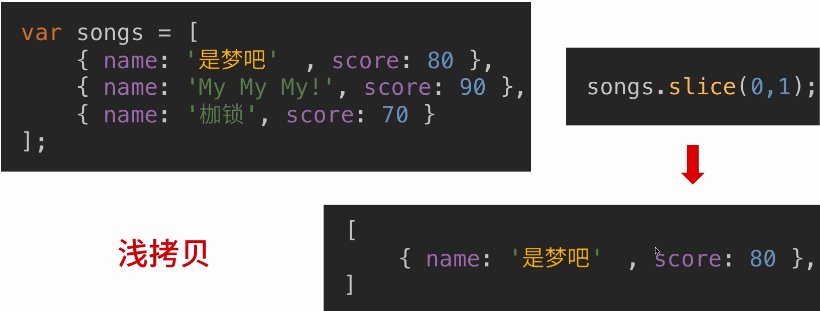 var songs = [
{ name: '是梦吧' , score: 80 },
{ name: 'My My My!', score: 90 },
{ name: '枷锁', score: 70 }
];
songs.slice(0,1);
[
{ name: '是梦吧' , score: 80 },
]
浅拷贝